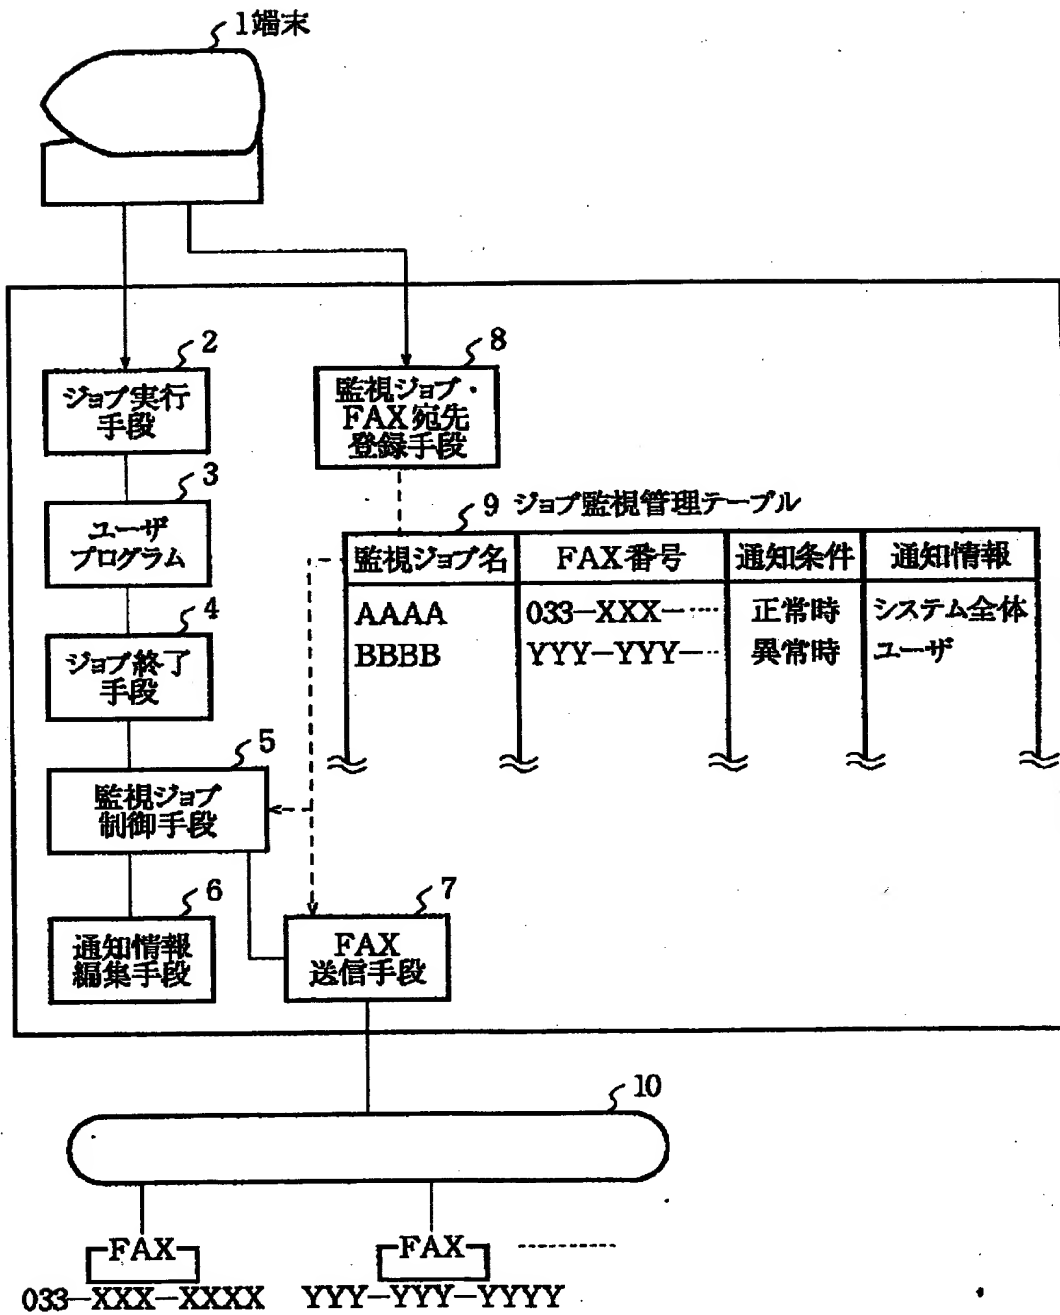 1端末
2
ジョブ実行
手段
8
監視ジョブ・
FAX宛先
登録手段
3
ユーザ
プログラム
9 ジョブ監視管理テーブル
監視ジョブ名 FAX番号 通知条件 通知情報
AAAA 033-XXX-‥‥ 正常時 システム全体
BBBB YYY-YYY-‥ 異常時 ユーザ
4
ジョブ終了
手段
5
監視ジョブ
制御手段
6
通知情報
編集手段
7
FAX
送信手段
10
FAX FAX
033-XXX-XXXX YYY-YYY-YYYY